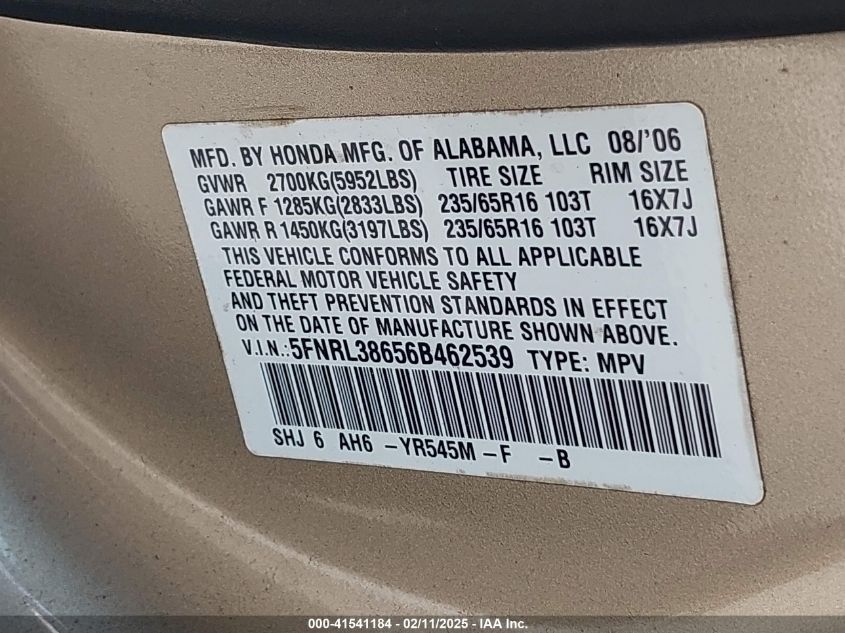 MFD. BY HONDA MFG. OF ALABAMA, LLC 08/'06
GVWR 2700KG(5952LBS) TIRE SIZE RIM SIZE
GAWR F 1285KG(2833LBS) 235/65R16 103T 16X7J
GAWR R 1450KG(3197LBS) 235/65R16 103T 16X7J
THIS VEHICLE CONFORMS TO ALL APPLICABLE
FEDERAL MOTOR VEHICLE SAFETY
AND THEFT PREVENTION STANDARDS IN EFFECT
ON THE DATE OF MANUFACTURE SHOWN ABOVE.
V.I.N.:5FNRL38656B462539 TYPE: MPV
SHJ 6 AH6 -YR545M -F -B
000-41541184 - 02/11/2025 - IAA Inc.